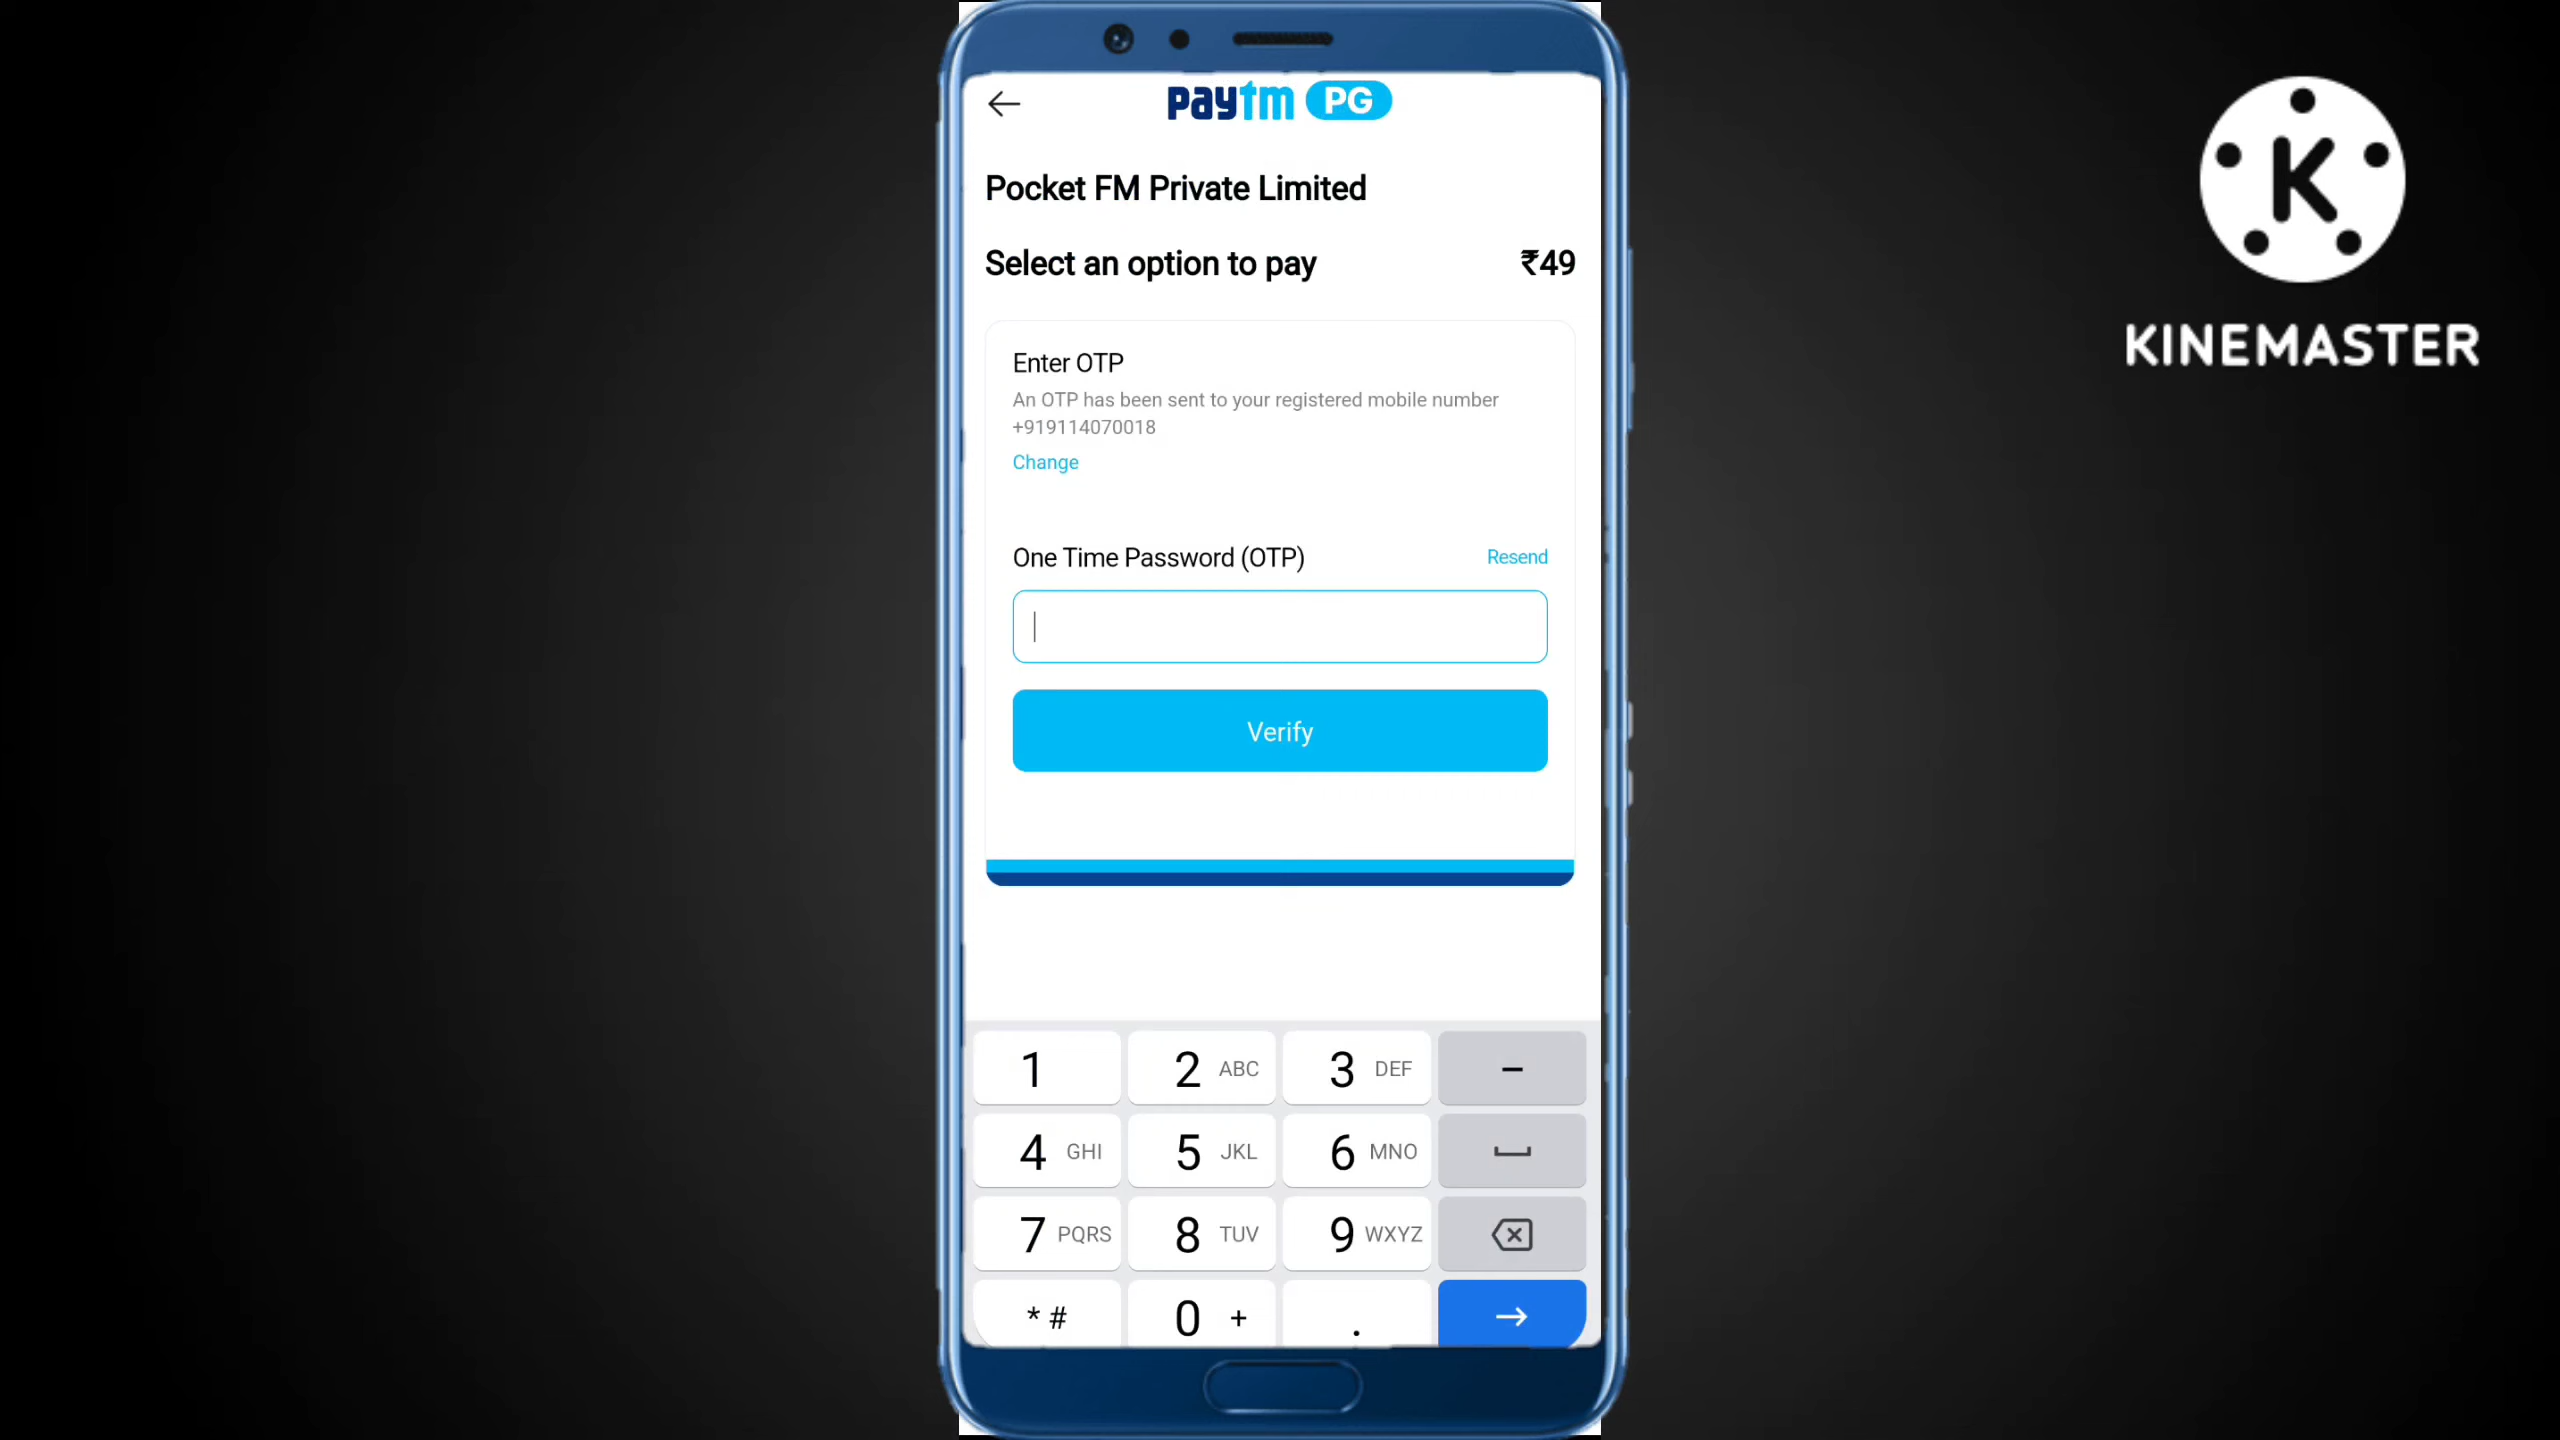 paytm PG
Pocket FM Private Limited
Select an option to pay ₹49
Enter OTP
An OTP has been sent to your registered mobile number
+919114070018
Change
One Time Password (OTP) Resend
Verify
1 2 ABC 3 DEF –
4 GHI 5 JKL 6 MNO
7 PQRS 8 TUV 9 WXYZ
* # 0 + .
K
KINEMASTER